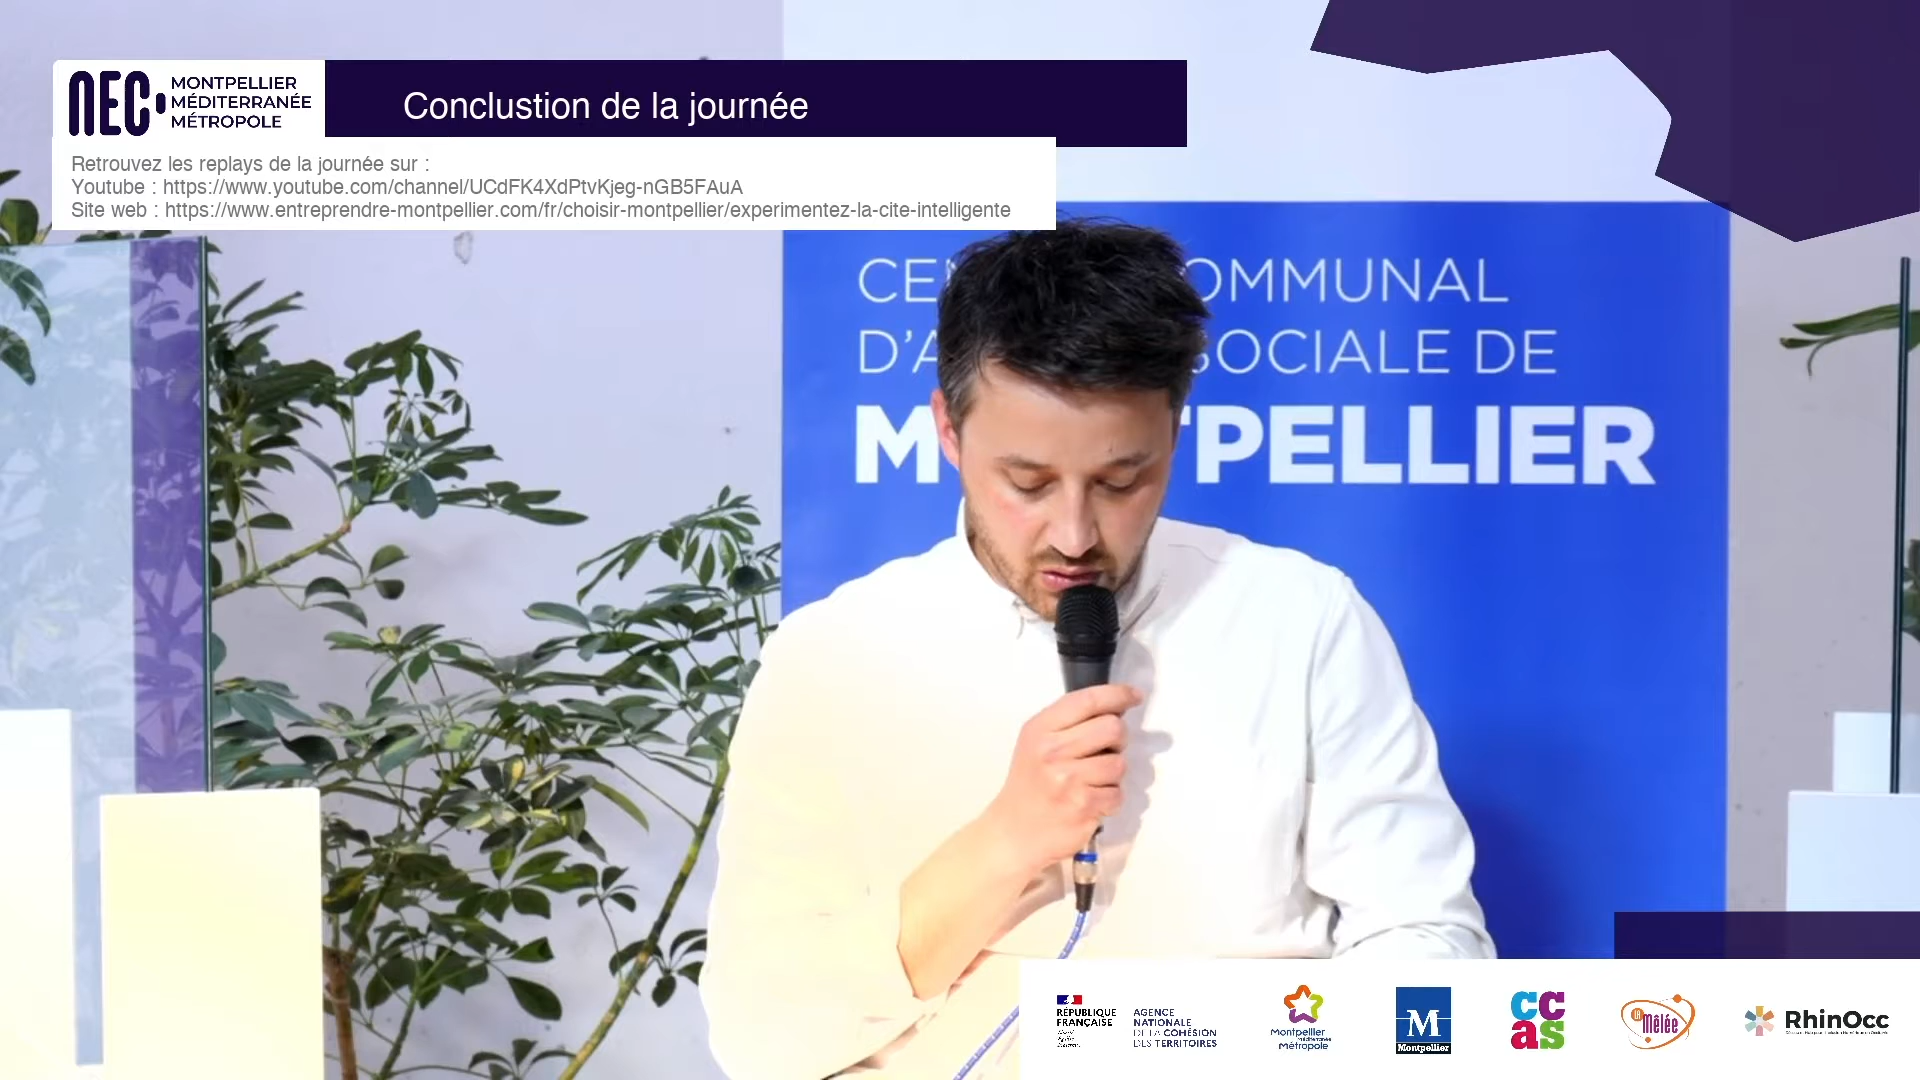 NEC
MONTPELLIER
MÉDITERRANÉE
MÉTROPOLE
Conclustion de la journée
Retrouvez les replays de la journée sur :
Youtube : https://www.youtube.com/channel/UCdFK4XdPtvKjeg-nGB5FAuA
Site web : https://www.entreprendre-montpellier.com/fr/choisir-montpellier/experimentez-la-cite-intelligente
CE OMMUNAL
D'A SOCIALE DE
M TPELLIER
RÉPUBLIQUE
FRANÇAISE
AGENCE
NATIONALE
DE LA COHÉSION
DES TERRITOIRES
Montpellier
Méditerranée
Métropole
M
Montpellier
cc
as
la
mêlée
RhinOcc